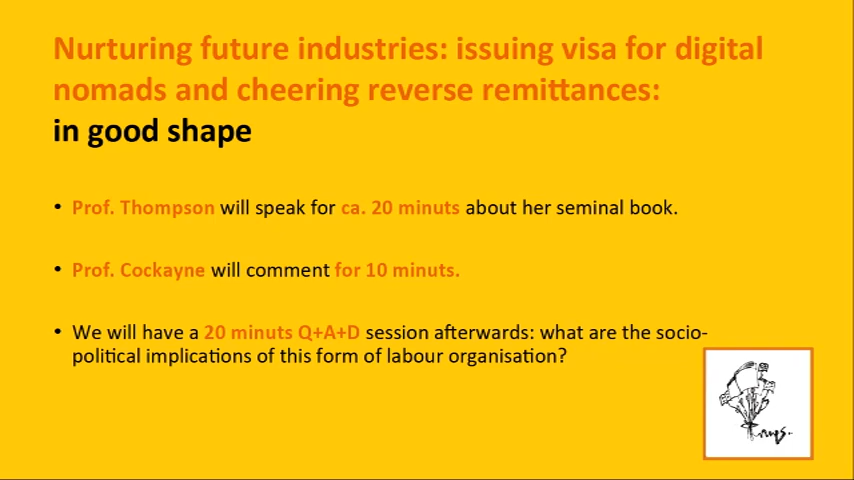 Nurturing future industries: issuing visa for digital
nomads and cheering reverse remittances:
in good shape
• Prof. Thompson will speak for ca. 20 minuts about her seminal book.
• Prof. Cockayne will comment for 10 minuts.
• We will have a 20 minuts Q+A+D session afterwards: what are the socio-
political implications of this form of labour organisation?